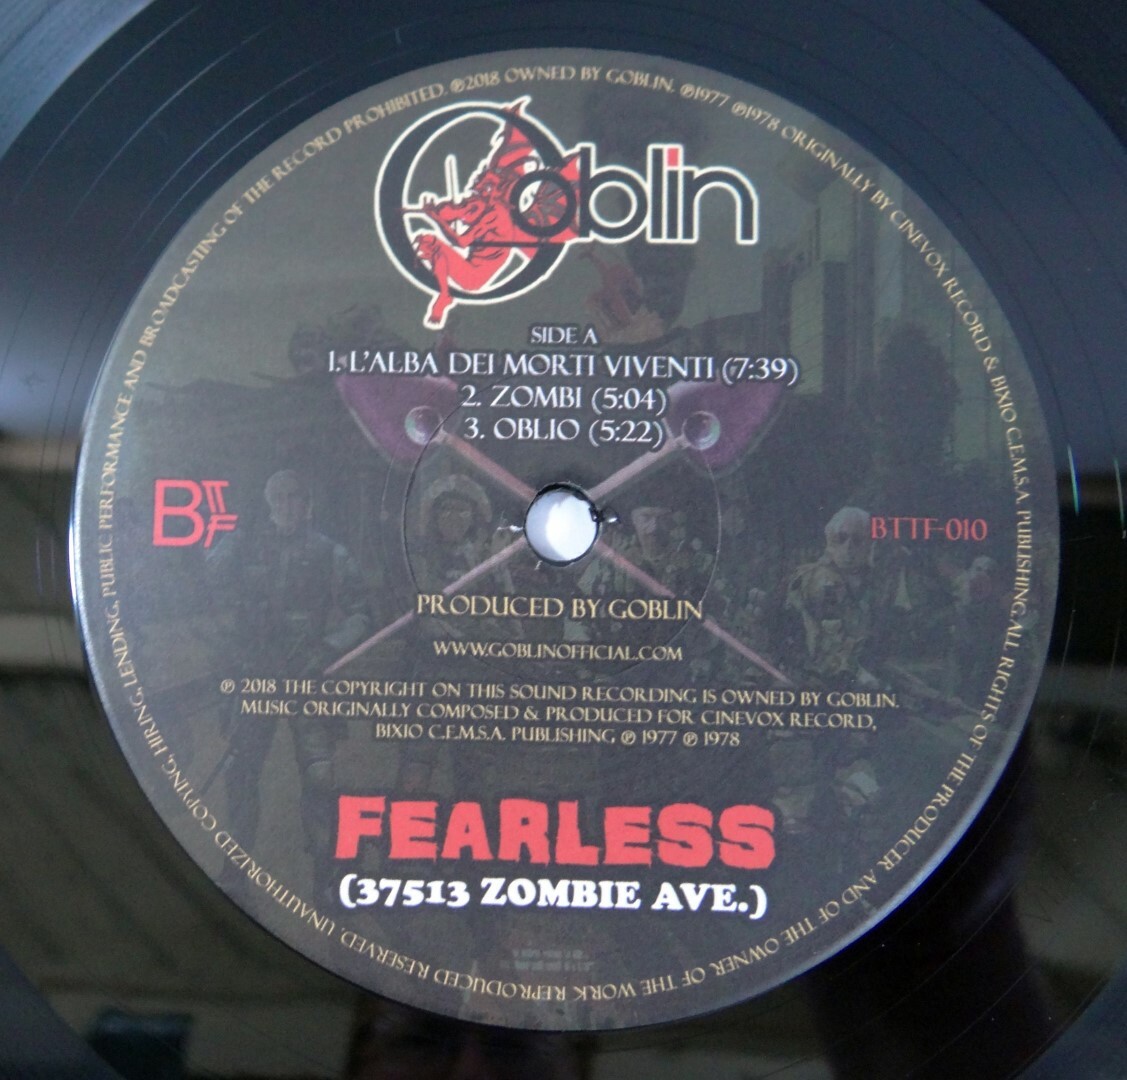 Goblin
SIDE A
1. L'ALBA DEI MORTI VIVENTI (7:39)
2. ZOMBI (5:04)
3. OBLIO (5:22)
BTTF
BTTF-010
PRODUCED BY GOBLIN
WWW.GOBLINOFFICIAL.COM
℗ 2018 THE COPYRIGHT ON THIS SOUND RECORDING IS OWNED BY GOBLIN.
MUSIC ORIGINALLY COMPOSED & PRODUCED FOR CINEVOX RECORD,
BIXIO C.E.M.S.A. PUBLISHING ℗ 1977 ℗ 1978
FEARLESS
(37513 ZOMBIE AVE.)
℗2018 OWNED BY GOBLIN. ℗1977 ℗1978 ORIGINALLY BY CINEVOX RECORD & BIXIO C.E.M.S.A. PUBLISHING. ALL RIGHTS OF THE PRODUCER AND OF THE OWNER OF THE WORK REPRODUCED RESERVED. UNAUTHORIZED COPYING, HIRING, LENDING, PUBLIC PERFORMANCE AND BROADCASTING OF THE RECORD PROHIBITED.